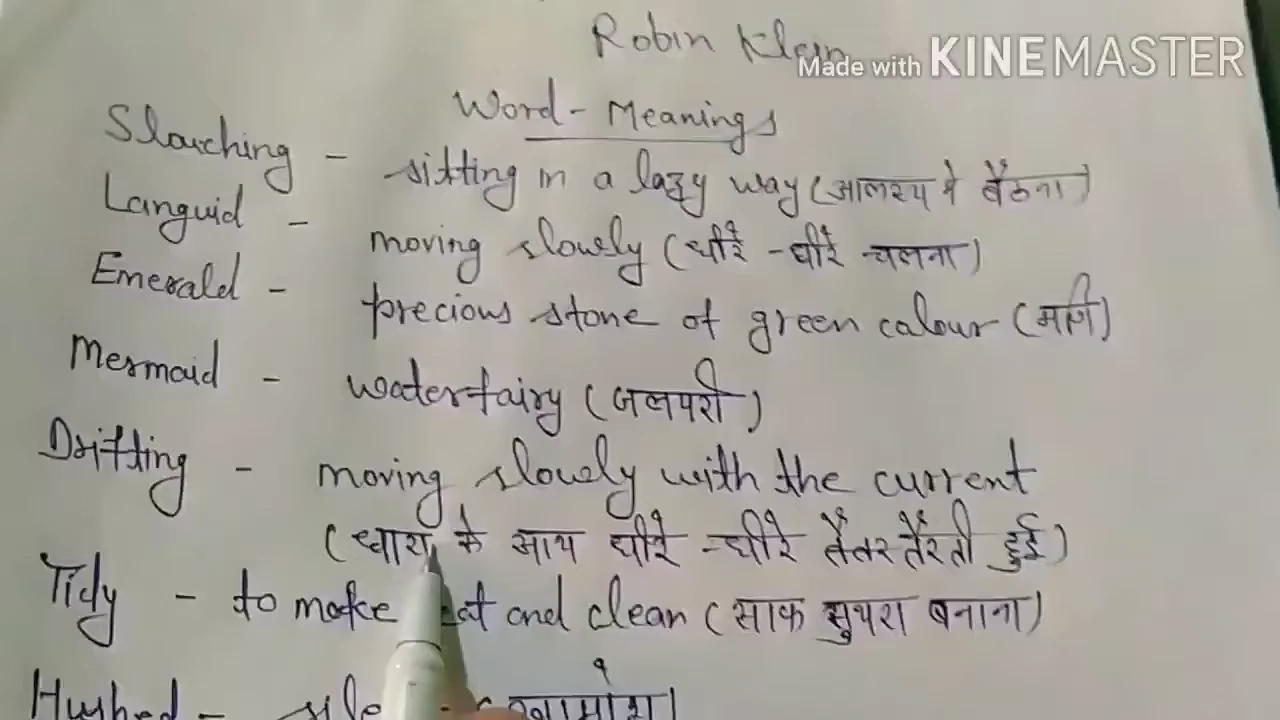 Robin Klein
Made with KINEMASTER
Word - Meanings
Slouching - sitting in a lazy way (आलस्य से बैठना)
Languid - moving slowly (धीरे -धीरे चलना)
Emerald - precious stone of green calour (मणि)
Mermaid - waterfairy (जलपरी)
Drifting - moving slowly with the current
(धारा के साथ धीरे -धीरे तैरती हुई)
Tidy - to make and clean (साफ सुथरा बनाना)
Hushed - (खामोश)